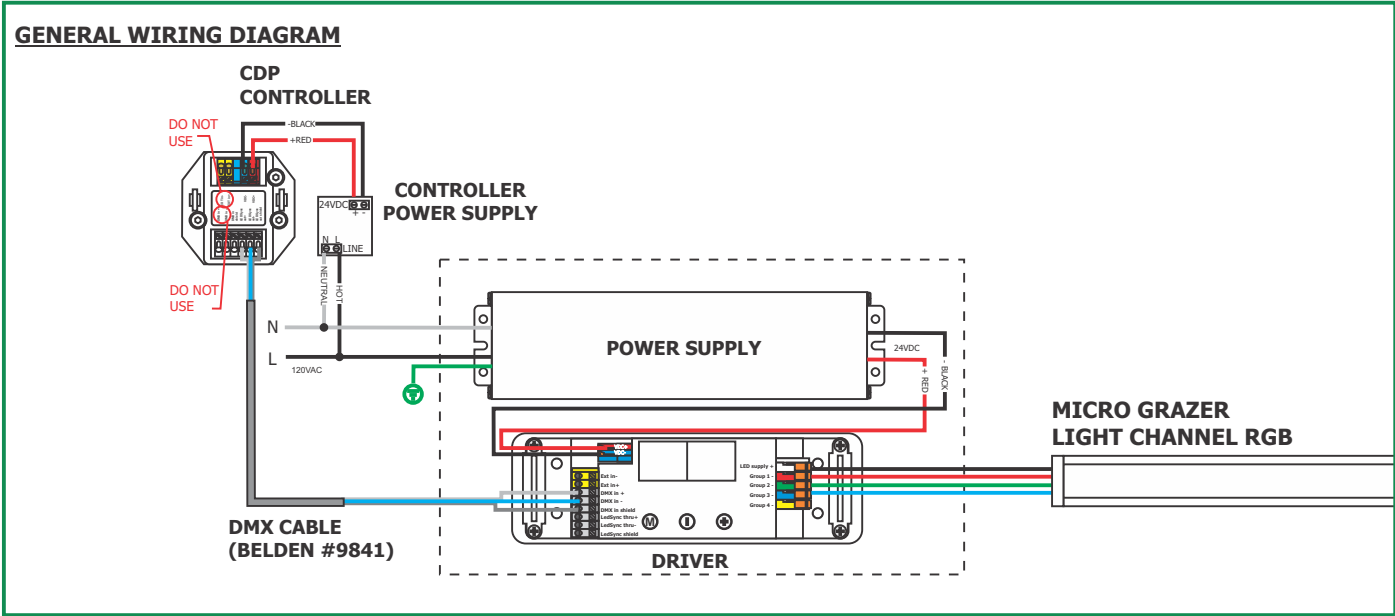 GENERAL WIRING DIAGRAM
CDP
CONTROLLER
DO NOT
USE
-BLACK
+RED
CONTROLLER
POWER SUPPLY
24VDC
+ -
N L
LINE
NEUTRAL
HOT
DO NOT
USE
N
L
120VAC
POWER SUPPLY
24VDC
- BLACK
+ RED
MICRO GRAZER
LIGHT CHANNEL RGB
LED supply +
Group 1 -
Group 2 -
Group 3 -
Group 4 -
Ext in-
Ext in+
DMX in +
DMX in -
DMX in shield
LedSync thru+
LedSync thru-
LedSync shield
M
DRIVER
DMX CABLE
(BELDEN #9841)